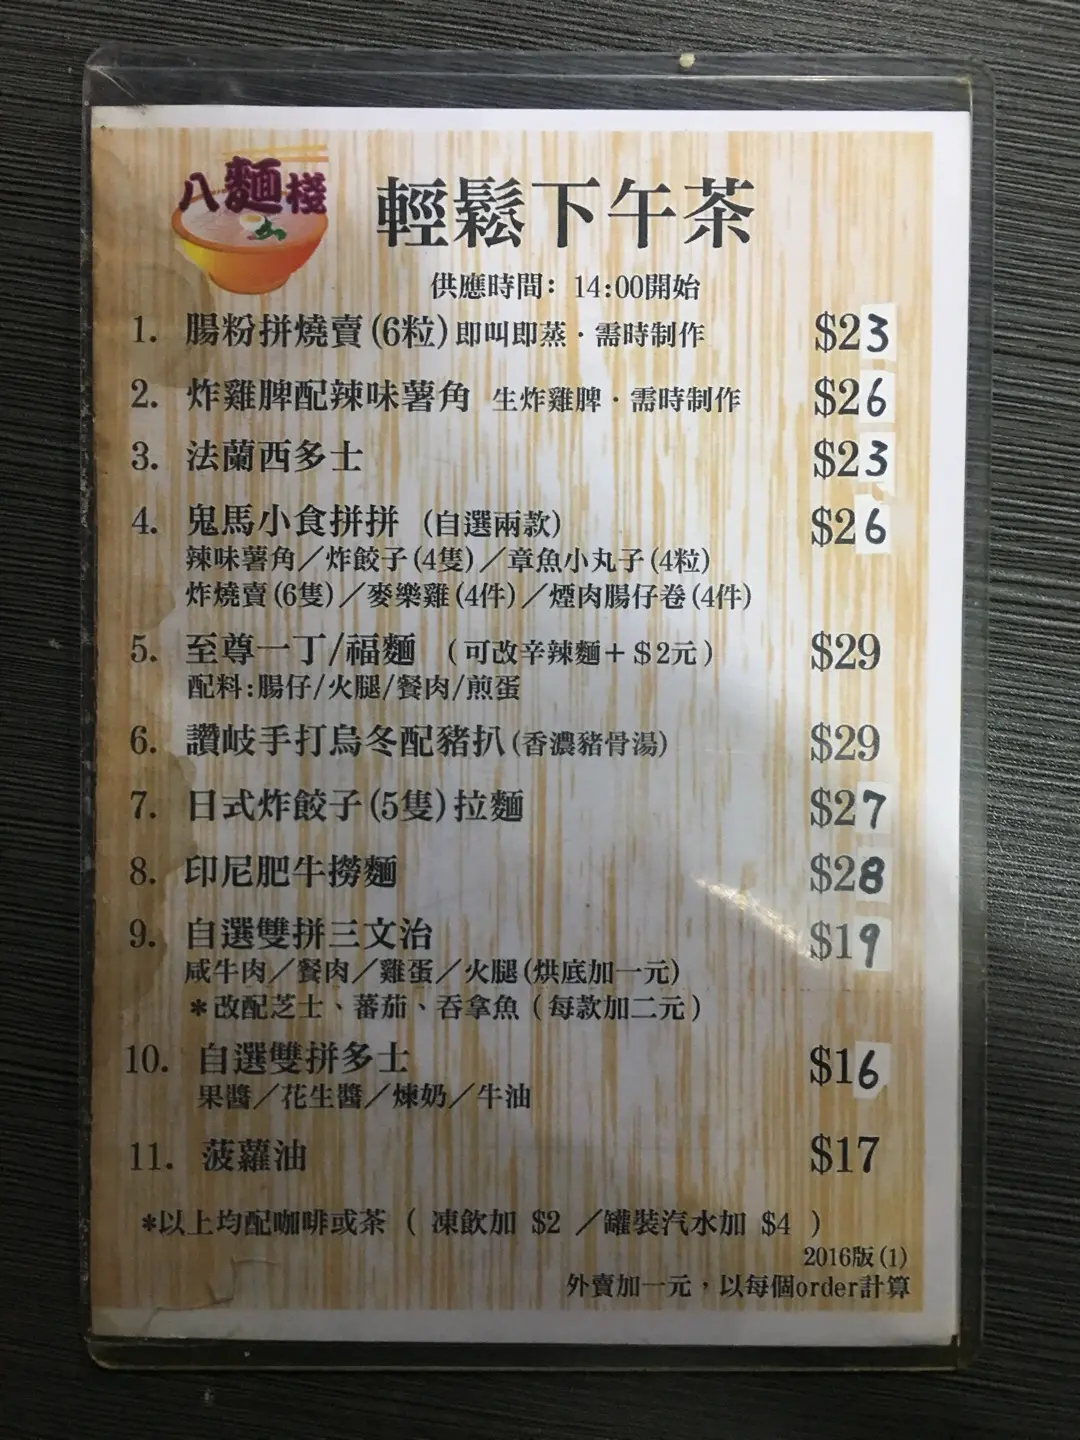 八麵棧
輕鬆下午茶
供應時間：14:00開始
1. 腸粉拼燒賣(6粒)即叫即蒸·需時制作 $23
2. 炸雞脾配辣味薯角 生炸雞脾·需時制作 $26
3. 法蘭西多士 $23
4. 鬼馬小食拼拼 (自選兩款) $26
辣味薯角／炸餃子(4隻)／章魚小丸子(4粒)
炸燒賣(6隻)／麥樂雞(4件)／煙肉腸仔卷(4件)
5. 至尊一丁/福麵 (可改辛辣麵＋$2元) $29
配料:腸仔/火腿/餐肉/煎蛋
6. 讚岐手打烏冬配豬扒(香濃豬骨湯) $29
7. 日式炸餃子(5隻)拉麵 $27
8. 印尼肥牛撈麵 $28
9. 自選雙拼三文治 $19
咸牛肉／餐肉／雞蛋／火腿(烘底加一元)
＊改配芝士、蕃茄、吞拿魚(每款加二元)
10. 自選雙拼多士 $16
果醬／花生醬／煉奶／牛油
11. 菠蘿油 $17
*以上均配咖啡或茶 ( 凍飲加 $2 ／罐裝汽水加 $4 )
2016版(1)
外賣加一元，以每個order計算